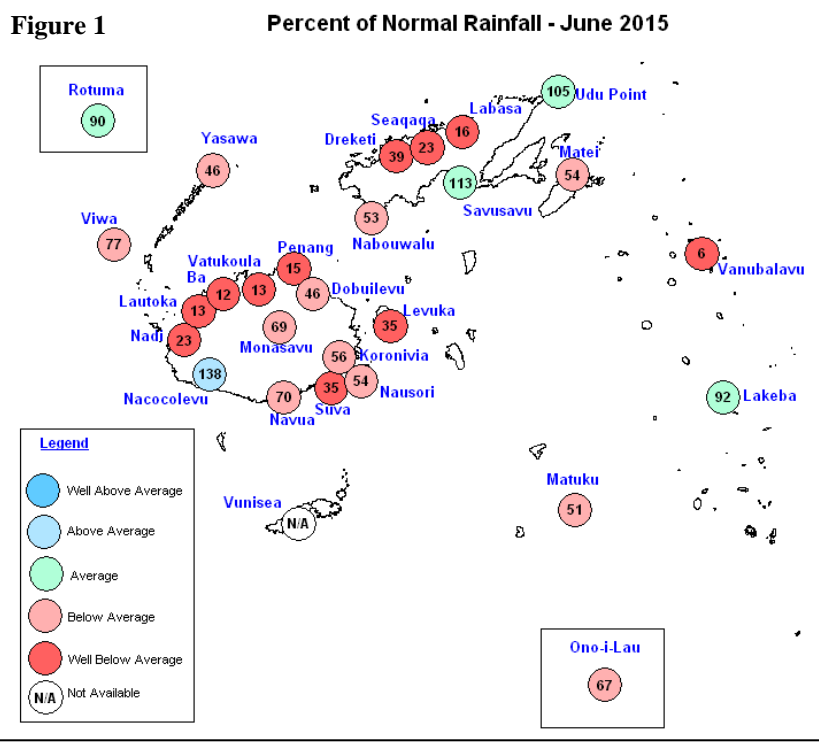 Figure 1
Percent of Normal Rainfall - June 2015
Rotuma
90
105
Udu Point
Labasa
16
Seaqaqa
23
Dreketi
39
Yasawa
46
Matei
54
113
Savusavu
53
Nabouwalu
Viwa
77
6
Vanubalavu
Penang
15
Vatukoula
13
Ba
12
46
Dobuilevu
Lautoka
13
Levuka
35
Nadi
23
69
Monasavu
56
Koronivia
138
Nacocolevu
54
Nausori
35
Suva
70
Navua
92
Lakeba
Legend
Well Above Average
Above Average
Average
Below Average
Well Below Average
N/A
Not Available
Vunisea
N/A
Matuku
51
Ono-i-Lau
67